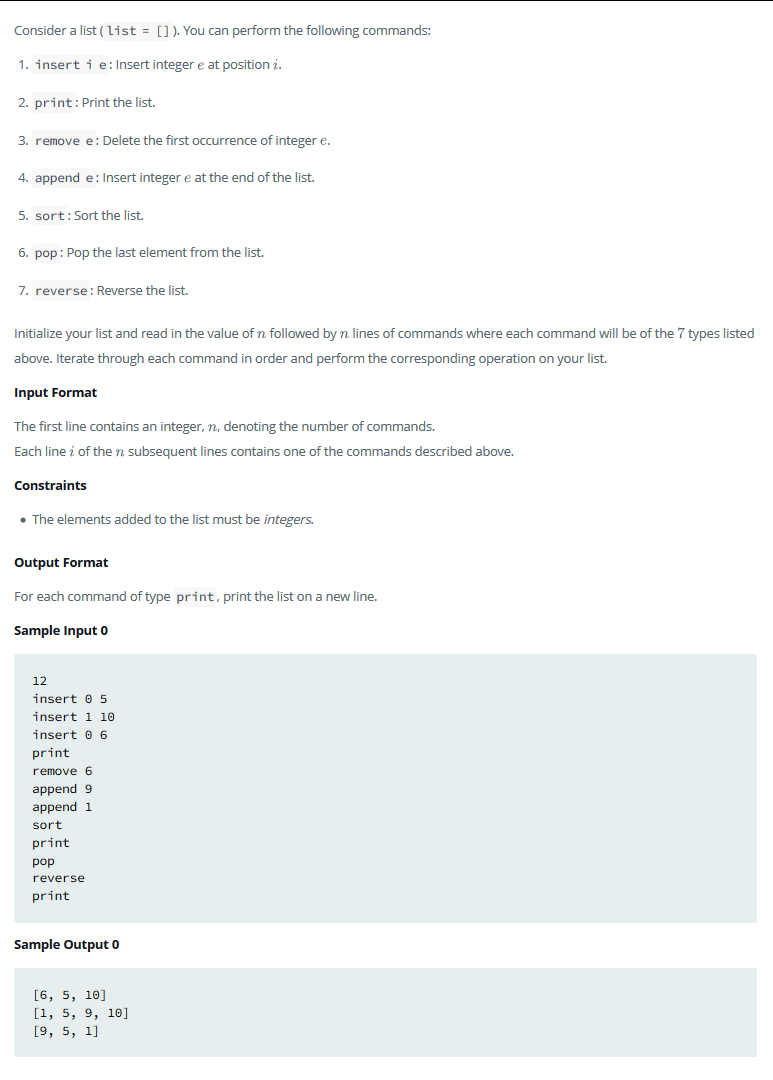 Consider a list (list = []). You can perform the following commands:
1. insert i e: Insert integer e at position i.
2. print: Print the list.
3. remove e: Delete the first occurrence of integer e.
4. append e: Insert integer e at the end of the list.
5. sort: Sort the list.
6. pop: Pop the last element from the list.
7. reverse: Reverse the list.
Initialize your list and read in the value of n followed by n lines of commands where each command will be of the 7 types listed
above. Iterate through each command in order and perform the corresponding operation on your list.
Input Format
The first line contains an integer, n, denoting the number of commands.
Each line i of the n subsequent lines contains one of the commands described above.
Constraints
• The elements added to the list must be integers.
Output Format
For each command of type print, print the list on a new line.
Sample Input 0
12
insert 0 5
insert 1 10
insert 0 6
print
remove 6
append 9
append 1
sort
print
pop
reverse
print
Sample Output 0
[6, 5, 10]
[1, 5, 9, 10]
[9, 5, 1]